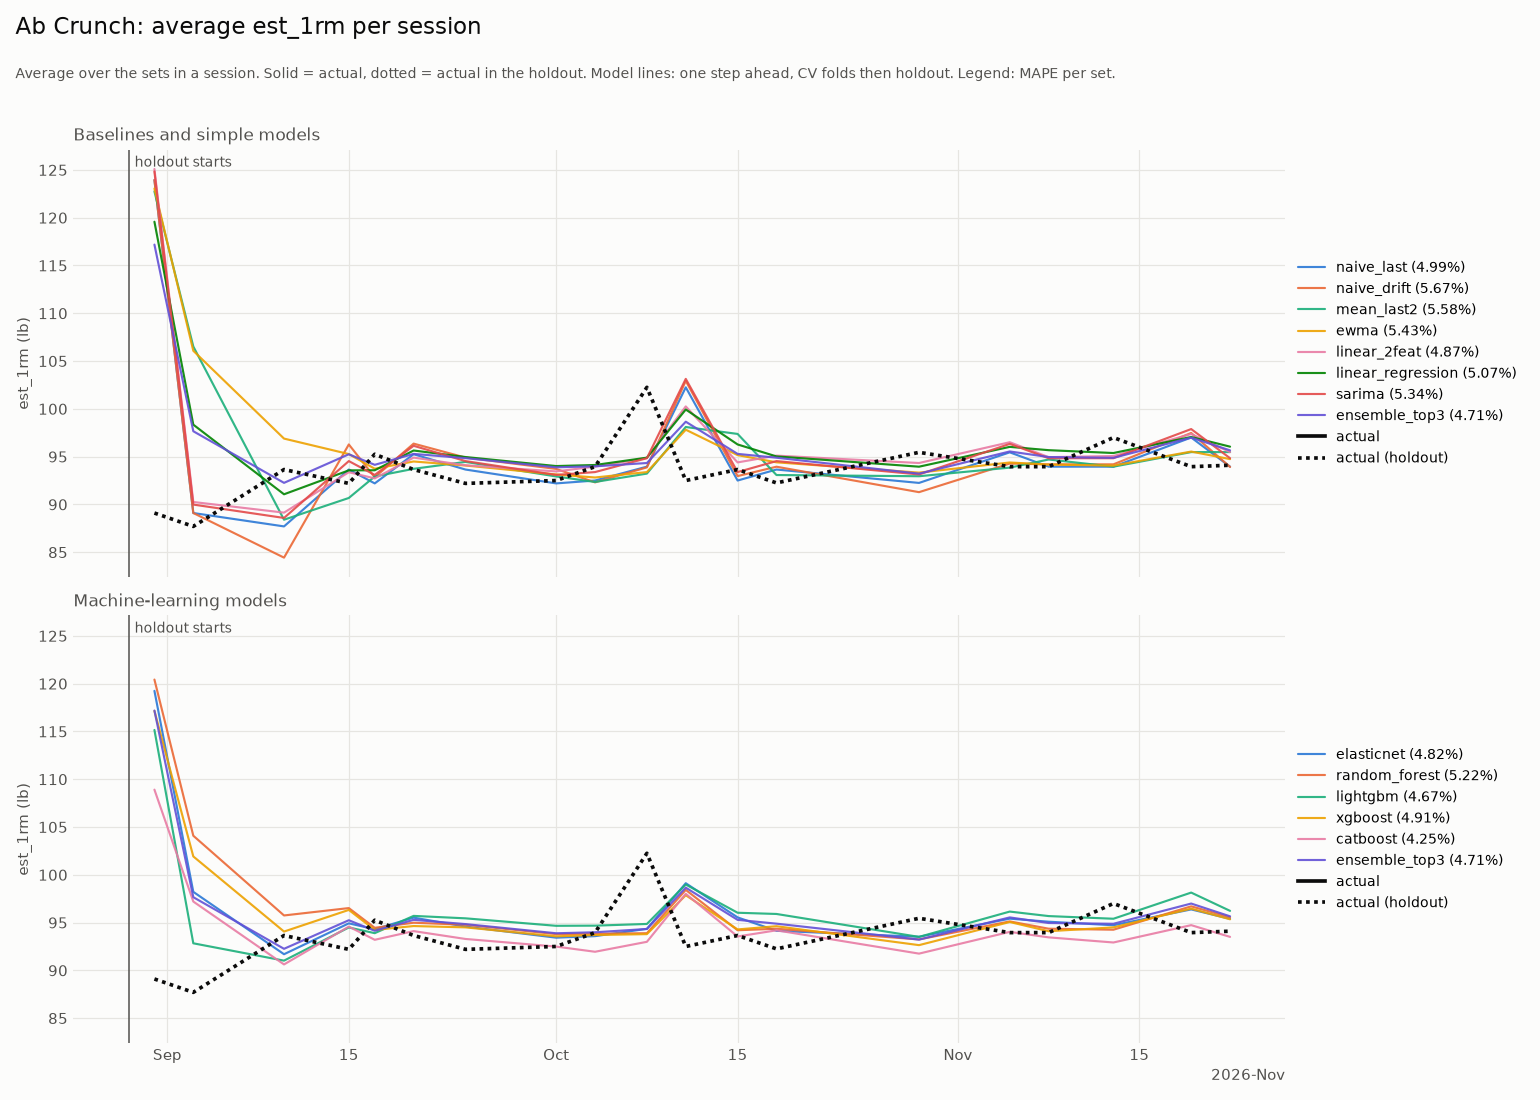 Ab Crunch: average est_1rm per session
Average over the sets in a session. Solid = actual, dotted = actual in the holdout. Model lines: one step ahead, CV folds then holdout. Legend: MAPE per set.
Baselines and simple models
holdout starts
125
120
115
110
105
100
95
90
85
est_1rm (lb)
naive_last (4.99%)
naive_drift (5.67%)
mean_last2 (5.58%)
ewma (5.43%)
linear_2feat (4.87%)
linear_regression (5.07%)
sarima (5.34%)
ensemble_top3 (4.71%)
actual
actual (holdout)
Machine-learning models
holdout starts
125
120
115
110
105
100
95
90
85
est_1rm (lb)
elasticnet (4.82%)
random_forest (5.22%)
lightgbm (4.67%)
xgboost (4.91%)
catboost (4.25%)
ensemble_top3 (4.71%)
actual
actual (holdout)
Sep 15 Oct 15 Nov 15
2026-Nov